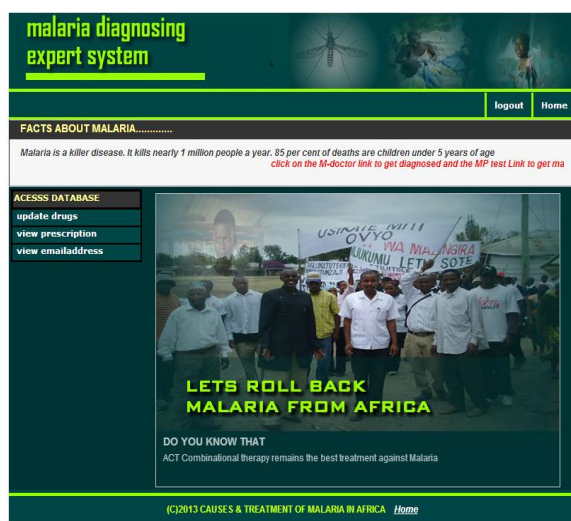 malaria diagnosing
expert system
logout Home
FACTS ABOUT MALARIA.............
Malaria is a killer disease. It kills nearly 1 million people a year. 85 per cent of deaths are children under 5 years of age
click on the M-doctor link to get diagnosed and the MP test Link to get ma
ACESSS DATABASE
update drugs
view prescription
view emailaddress
USIKATE MITI
OVYO
WA MAZINGIRA
JUKUMU LETU SOTE
LETS ROLL BACK
MALARIA FROM AFRICA
DO YOU KNOW THAT
ACT Combinational therapy remains the best treatment against Malaria
(C)2013 CAUSES & TREATMENT OF MALARIA IN AFRICA Home